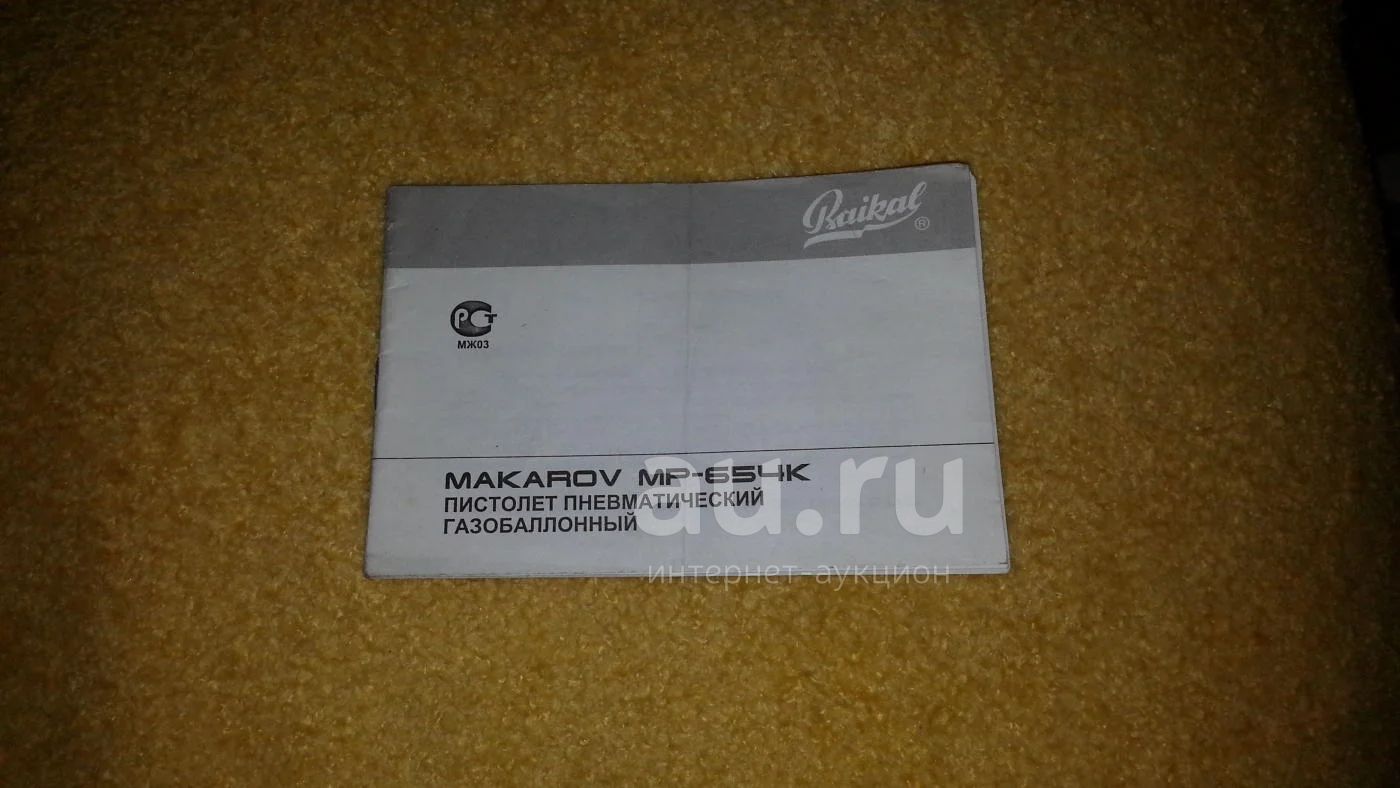 Baikal ®
РСТ
МЖ03
MAKAROV MP-654K
ПИСТОЛЕТ ПНЕВМАТИЧЕСКИЙ
ГАЗОБАЛЛОННЫЙ
au.ru
интернет-аукцион